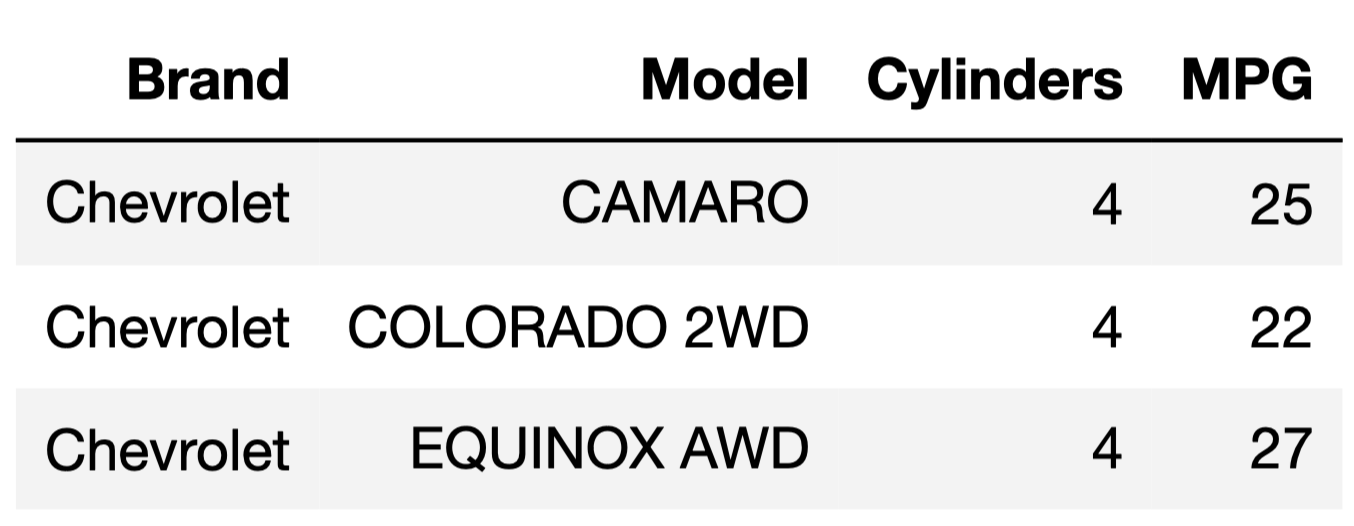 Brand Model Cylinders MPG
Chevrolet CAMARO 4 25
Chevrolet COLORADO 2WD 4 22
Chevrolet EQUINOX AWD 4 27